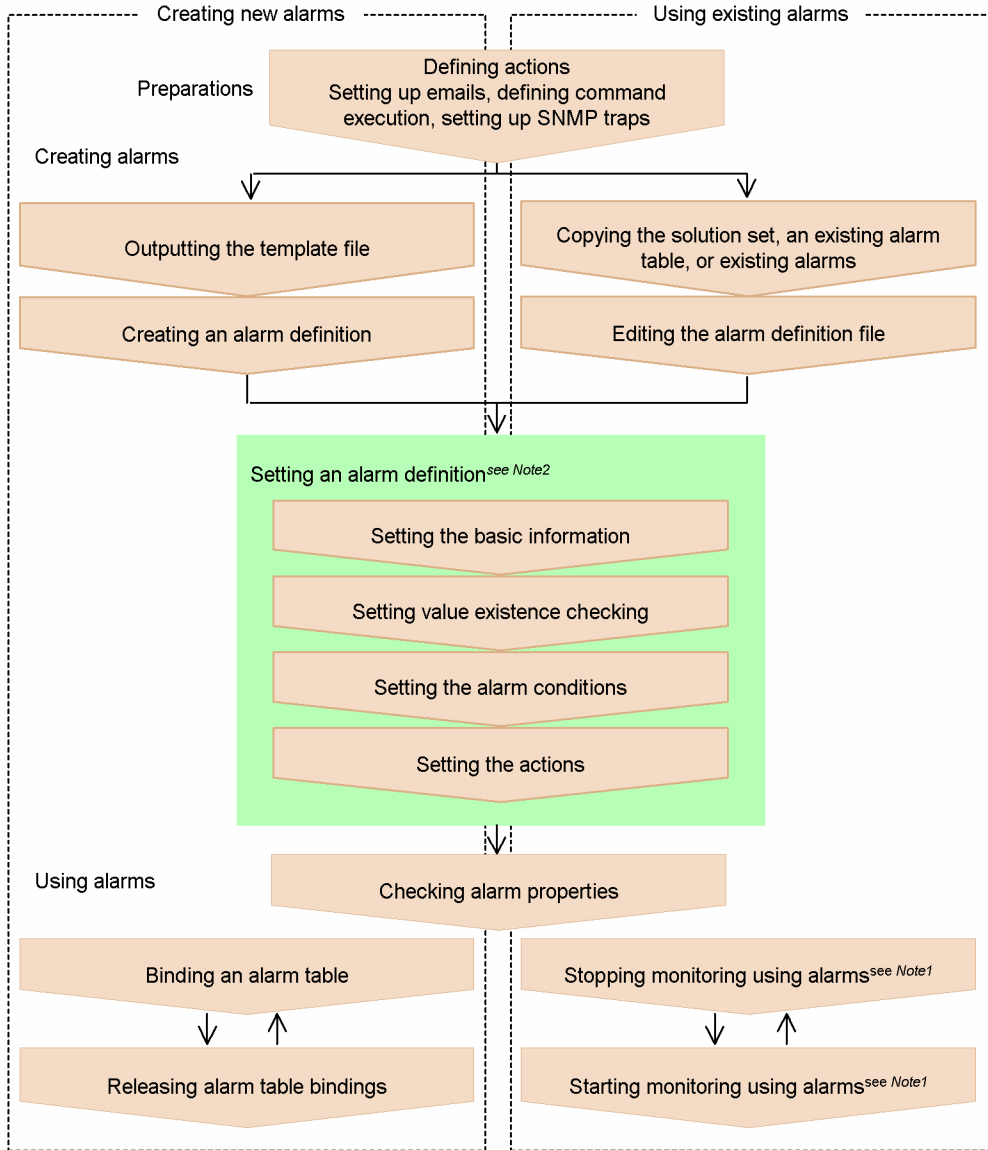 Creating new alarms
Using existing alarms
Preparations
Defining actions
Setting up emails, defining command
execution, setting up SNMP traps
Creating alarms
Outputting the template file
Copying the solution set, an existing alarm
table, or existing alarms
Creating an alarm definition
Editing the alarm definition file
Setting an alarm definition see Note2
Setting the basic information
Setting value existence checking
Setting the alarm conditions
Setting the actions
Using alarms
Checking alarm properties
Binding an alarm table
Stopping monitoring using alarms see Note1
Releasing alarm table bindings
Starting monitoring using alarms see Note1